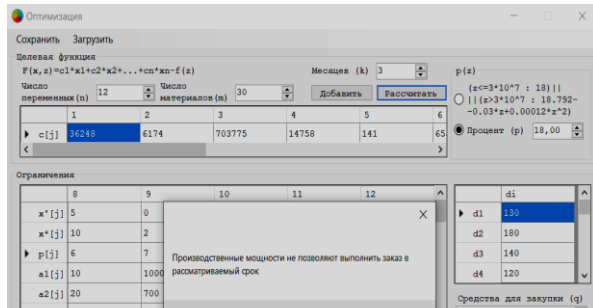 Оптимизация
Сохранить Загрузить
Целевая функция
F(x,z)=c1*x1+c2*x2+...+cn*xn-f(z)
Месяцев (k) 3
Число переменных(n) 12
Число материалов(m) 30
Добавить Рассчитать
1 2 3 4 5 6
c[j] 36248 6174 703775 14758 141 65
p(z)
(z<=3*10^7 : 18)||
||(z>3*10^7 : 18.792-
-0.03*z+0.00012*z^2)
Процент (p) 18,00
Ограничения
8 9 10 11 12
x'[j] 5 0
x"[j] 10 2
p[j] 6 7
a1[j] 10 1000
a2[j] 20 700
Производственные мощности не позволяют выполнить заказ в
рассматриваемый срок
di
d1 130
d2 180
d3 140
d4 120
Средства для закупки (q)